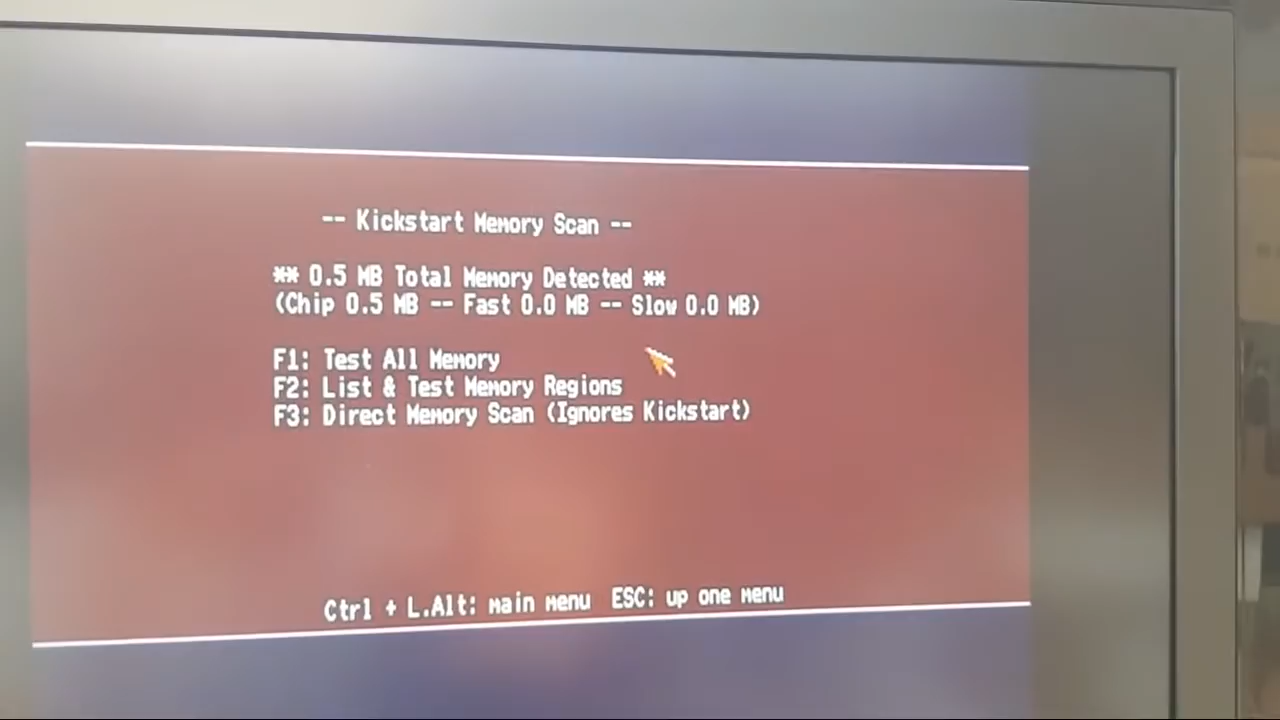 -- Kickstart Memory Scan --
** 0.5 MB Total Memory Detected **
(Chip 0.5 MB -- Fast 0.0 MB -- Slow 0.0 MB)
F1: Test All Memory
F2: List & Test Memory Regions
F3: Direct Memory Scan (Ignores Kickstart)
Ctrl + L.Alt: main menu  ESC: up one menu